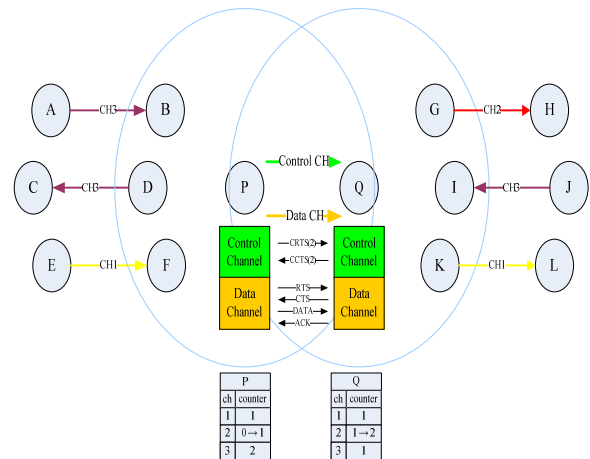 A CH3 B
G CH2 H
Control CH
C CH3 D
P
Q
I CH3 J
Data CH
E CH1 F
K CH1 L
Control
Channel
CRTS(2)
CCTS(2)
Control
Channel
Data
Channel
RTS
CTS
DATA
ACK
Data
Channel
P
ch counter
1 1
2 0→1
3 2
Q
ch counter
1 1
2 1→2
3 1